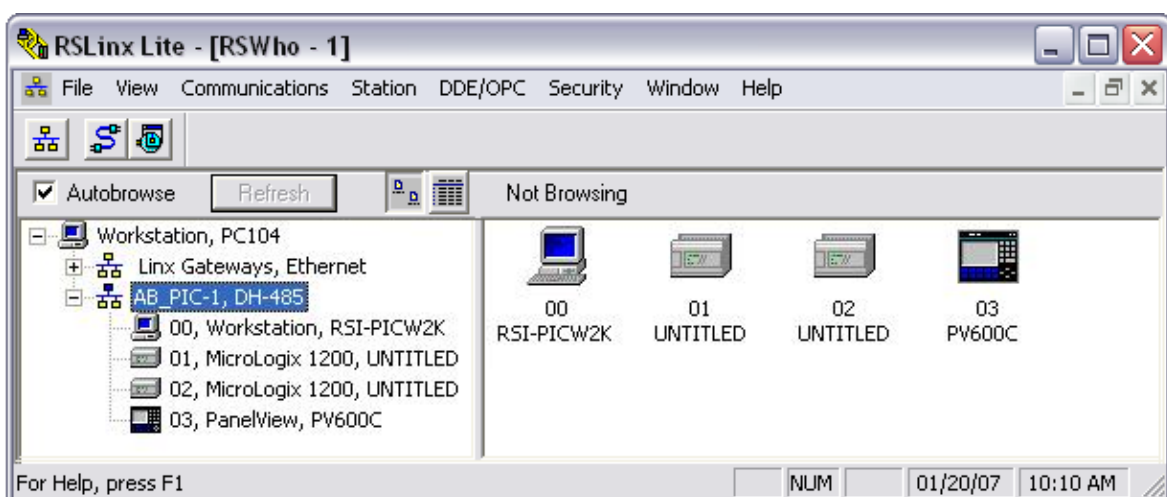 RSLinx Lite - [RSWho - 1]
File View Communications Station DDE/OPC Security Window Help
Autobrowse Refresh Not Browsing
Workstation, PC104
Linx Gateways, Ethernet
AB_PIC-1, DH-485
00, Workstation, RSI-PICW2K
01, MicroLogix 1200, UNTITLED
02, MicroLogix 1200, UNTITLED
03, PanelView, PV600C
00 01 02 03
RSI-PICW2K UNTITLED UNTITLED PV600C
For Help, press F1 NUM 01/20/07 10:10 AM